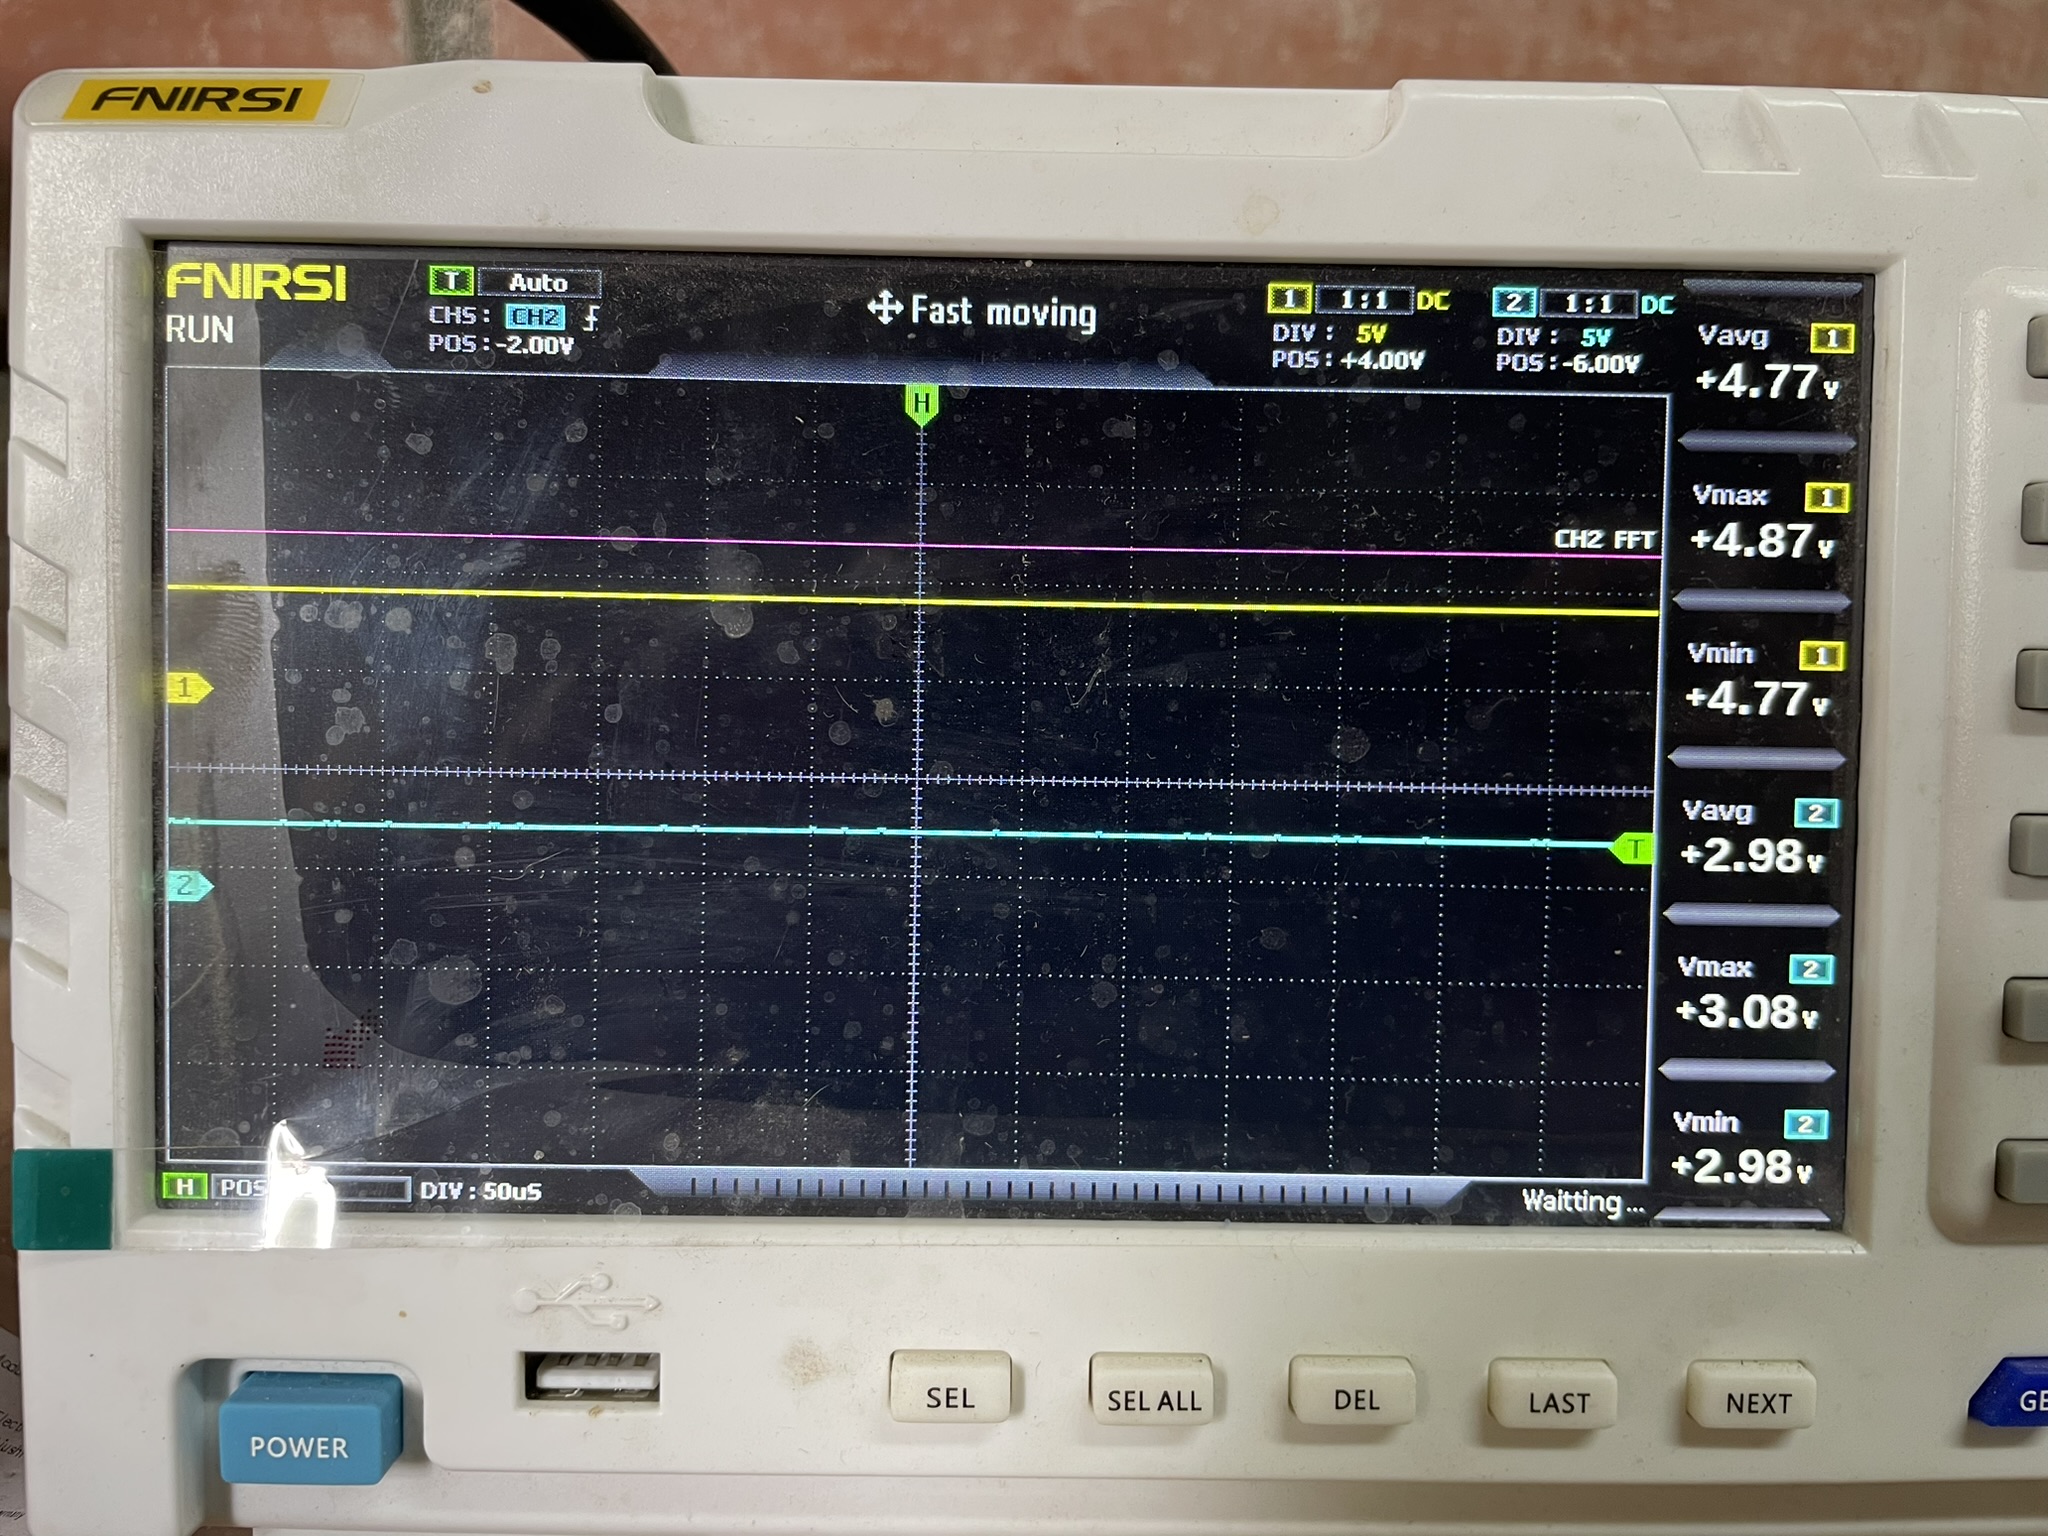 FNIRSI
FNIRSI
RUN
T Auto
CHS: CH2
POS:-2.00V
Fast moving
1 1:1 DC
DIV: 5V
POS:+4.00V
2 1:1 DC
DIV: 5V
POS:-6.00V
H
CH2 FFT
1
2
T
Vavg 1
+4.77v
Vmax 1
+4.87v
Vmin 1
+4.77v
Vavg 2
+2.98v
Vmax 2
+3.08v
Vmin 2
+2.98v
H POS DIV:50uS
Waitting...
POWER
SEL
SEL ALL
DEL
LAST
NEXT